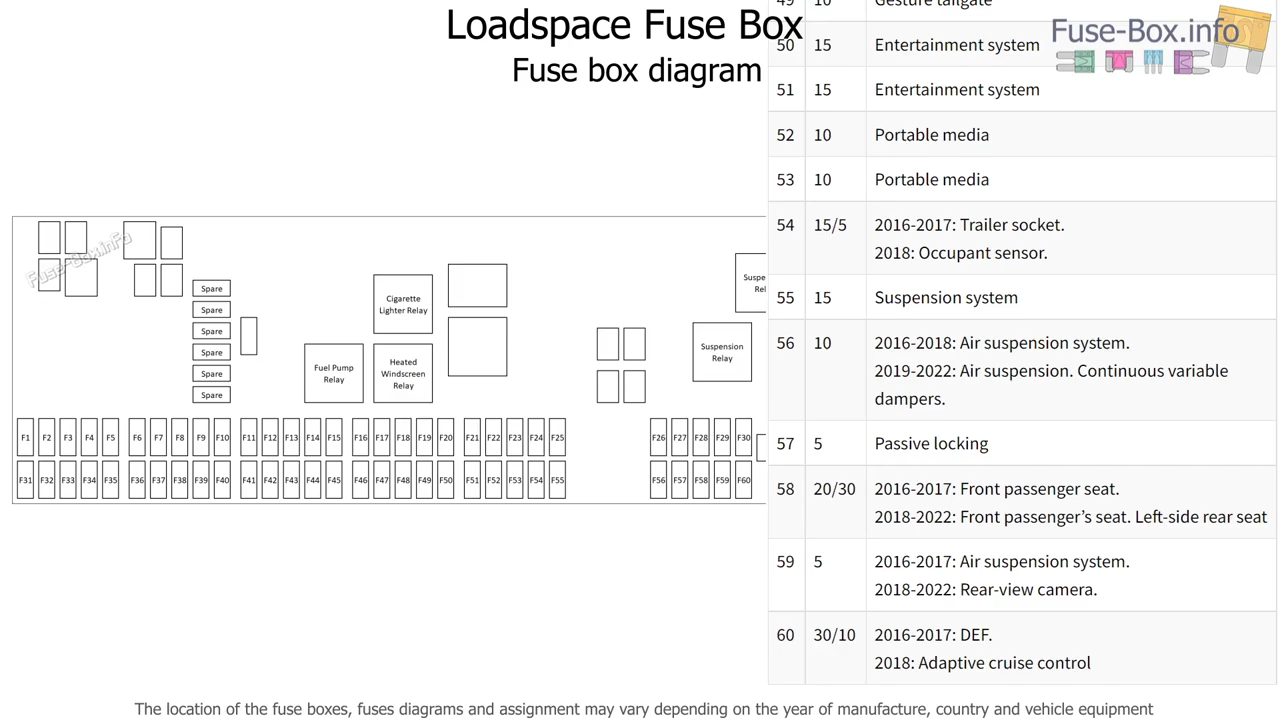 Loadspace Fuse Box
Fuse box diagram
Fuse-Box.info
49 10 Gesture tailgate
50 15 Entertainment system
51 15 Entertainment system
52 10 Portable media
53 10 Portable media
54 15/5 2016-2017: Trailer socket.
2018: Occupant sensor.
55 15 Suspension system
56 10 2016-2018: Air suspension system.
2019-2022: Air suspension. Continuous variable
dampers.
57 5 Passive locking
58 20/30 2016-2017: Front passenger seat.
2018-2022: Front passenger’s seat. Left-side rear seat
59 5 2016-2017: Air suspension system.
2018-2022: Rear-view camera.
60 30/10 2016-2017: DEF.
2018: Adaptive cruise control
Fuse-Box.info
Spare
Spare
Spare
Spare
Spare
Spare
Cigarette
Lighter Relay
Fuel Pump
Relay
Heated
Windscreen
Relay
Suspe
Rel
Suspension
Relay
F1 F2 F3 F4 F5 F6 F7 F8 F9 F10 F11 F12 F13 F14 F15 F16 F17 F18 F19 F20 F21 F22 F23 F24 F25 F26 F27 F28 F29 F30
F31 F32 F33 F34 F35 F36 F37 F38 F39 F40 F41 F42 F43 F44 F45 F46 F47 F48 F49 F50 F51 F52 F53 F54 F55 F56 F57 F58 F59 F60
The location of the fuse boxes, fuses diagrams and assignment may vary depending on the year of manufacture, country and vehicle equipment